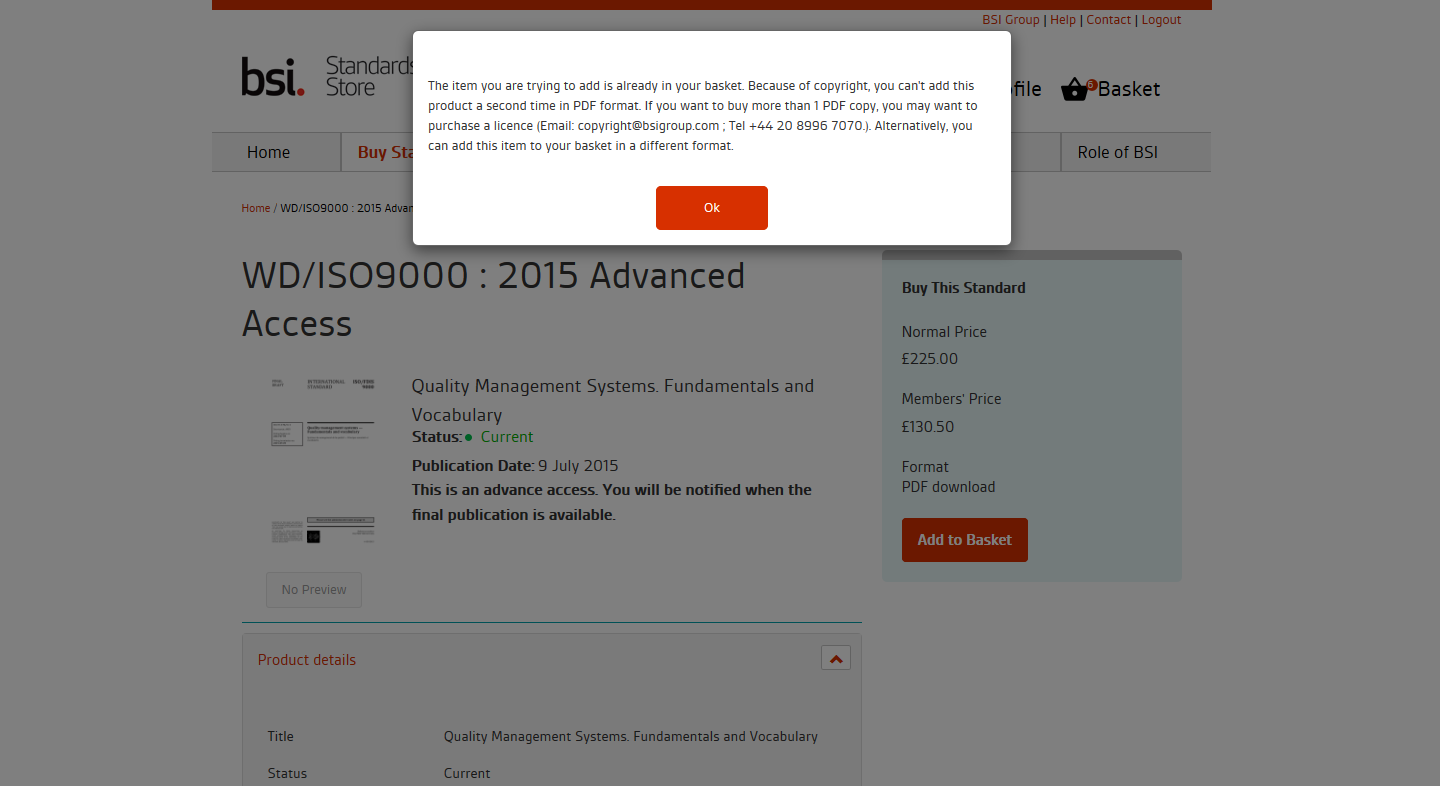 BSI Group | Help | Contact | Logout
bsi.
Standards
Store
ofile
6
Basket
The item you are trying to add is already in your basket. Because of copyright, you can't add this
product a second time in PDF format. If you want to buy more than 1 PDF copy, you may want to
purchase a licence (Email: copyright@bsigroup.com ; Tel +44 20 8996 7070.). Alternatively, you
can add this item to your basket in a different format.
Ok
Home
Buy Sta
Role of BSI
Home / WD/ISO9000 : 2015 Advan
WD/ISO9000 : 2015 Advanced
Access
INTERNATIONAL
STANDARD
Quality Management Systems. Fundamentals and
Vocabulary
Status: Current
Publication Date: 9 July 2015
This is an advance access. You will be notified when the
final publication is available.
No Preview
Buy This Standard
Normal Price
£225.00
Members' Price
£130.50
Format
PDF download
Add to Basket
Product details
Title Quality Management Systems. Fundamentals and Vocabulary
Status Current